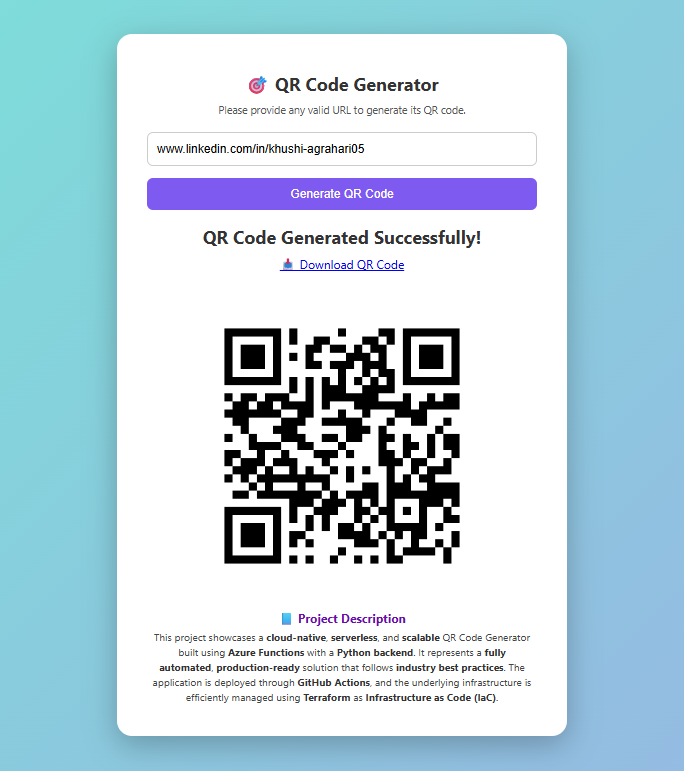 QR Code Generator
Please provide any valid URL to generate its QR code.
www.linkedin.com/in/khushi-agrahari05
Generate QR Code
QR Code Generated Successfully!
Download QR Code
Project Description
This project showcases a cloud-native, serverless, and scalable QR Code Generator
built using Azure Functions with a Python backend. It represents a fully
automated, production-ready solution that follows industry best practices. The
application is deployed through GitHub Actions, and the underlying infrastructure is
efficiently managed using Terraform as Infrastructure as Code (IaC).